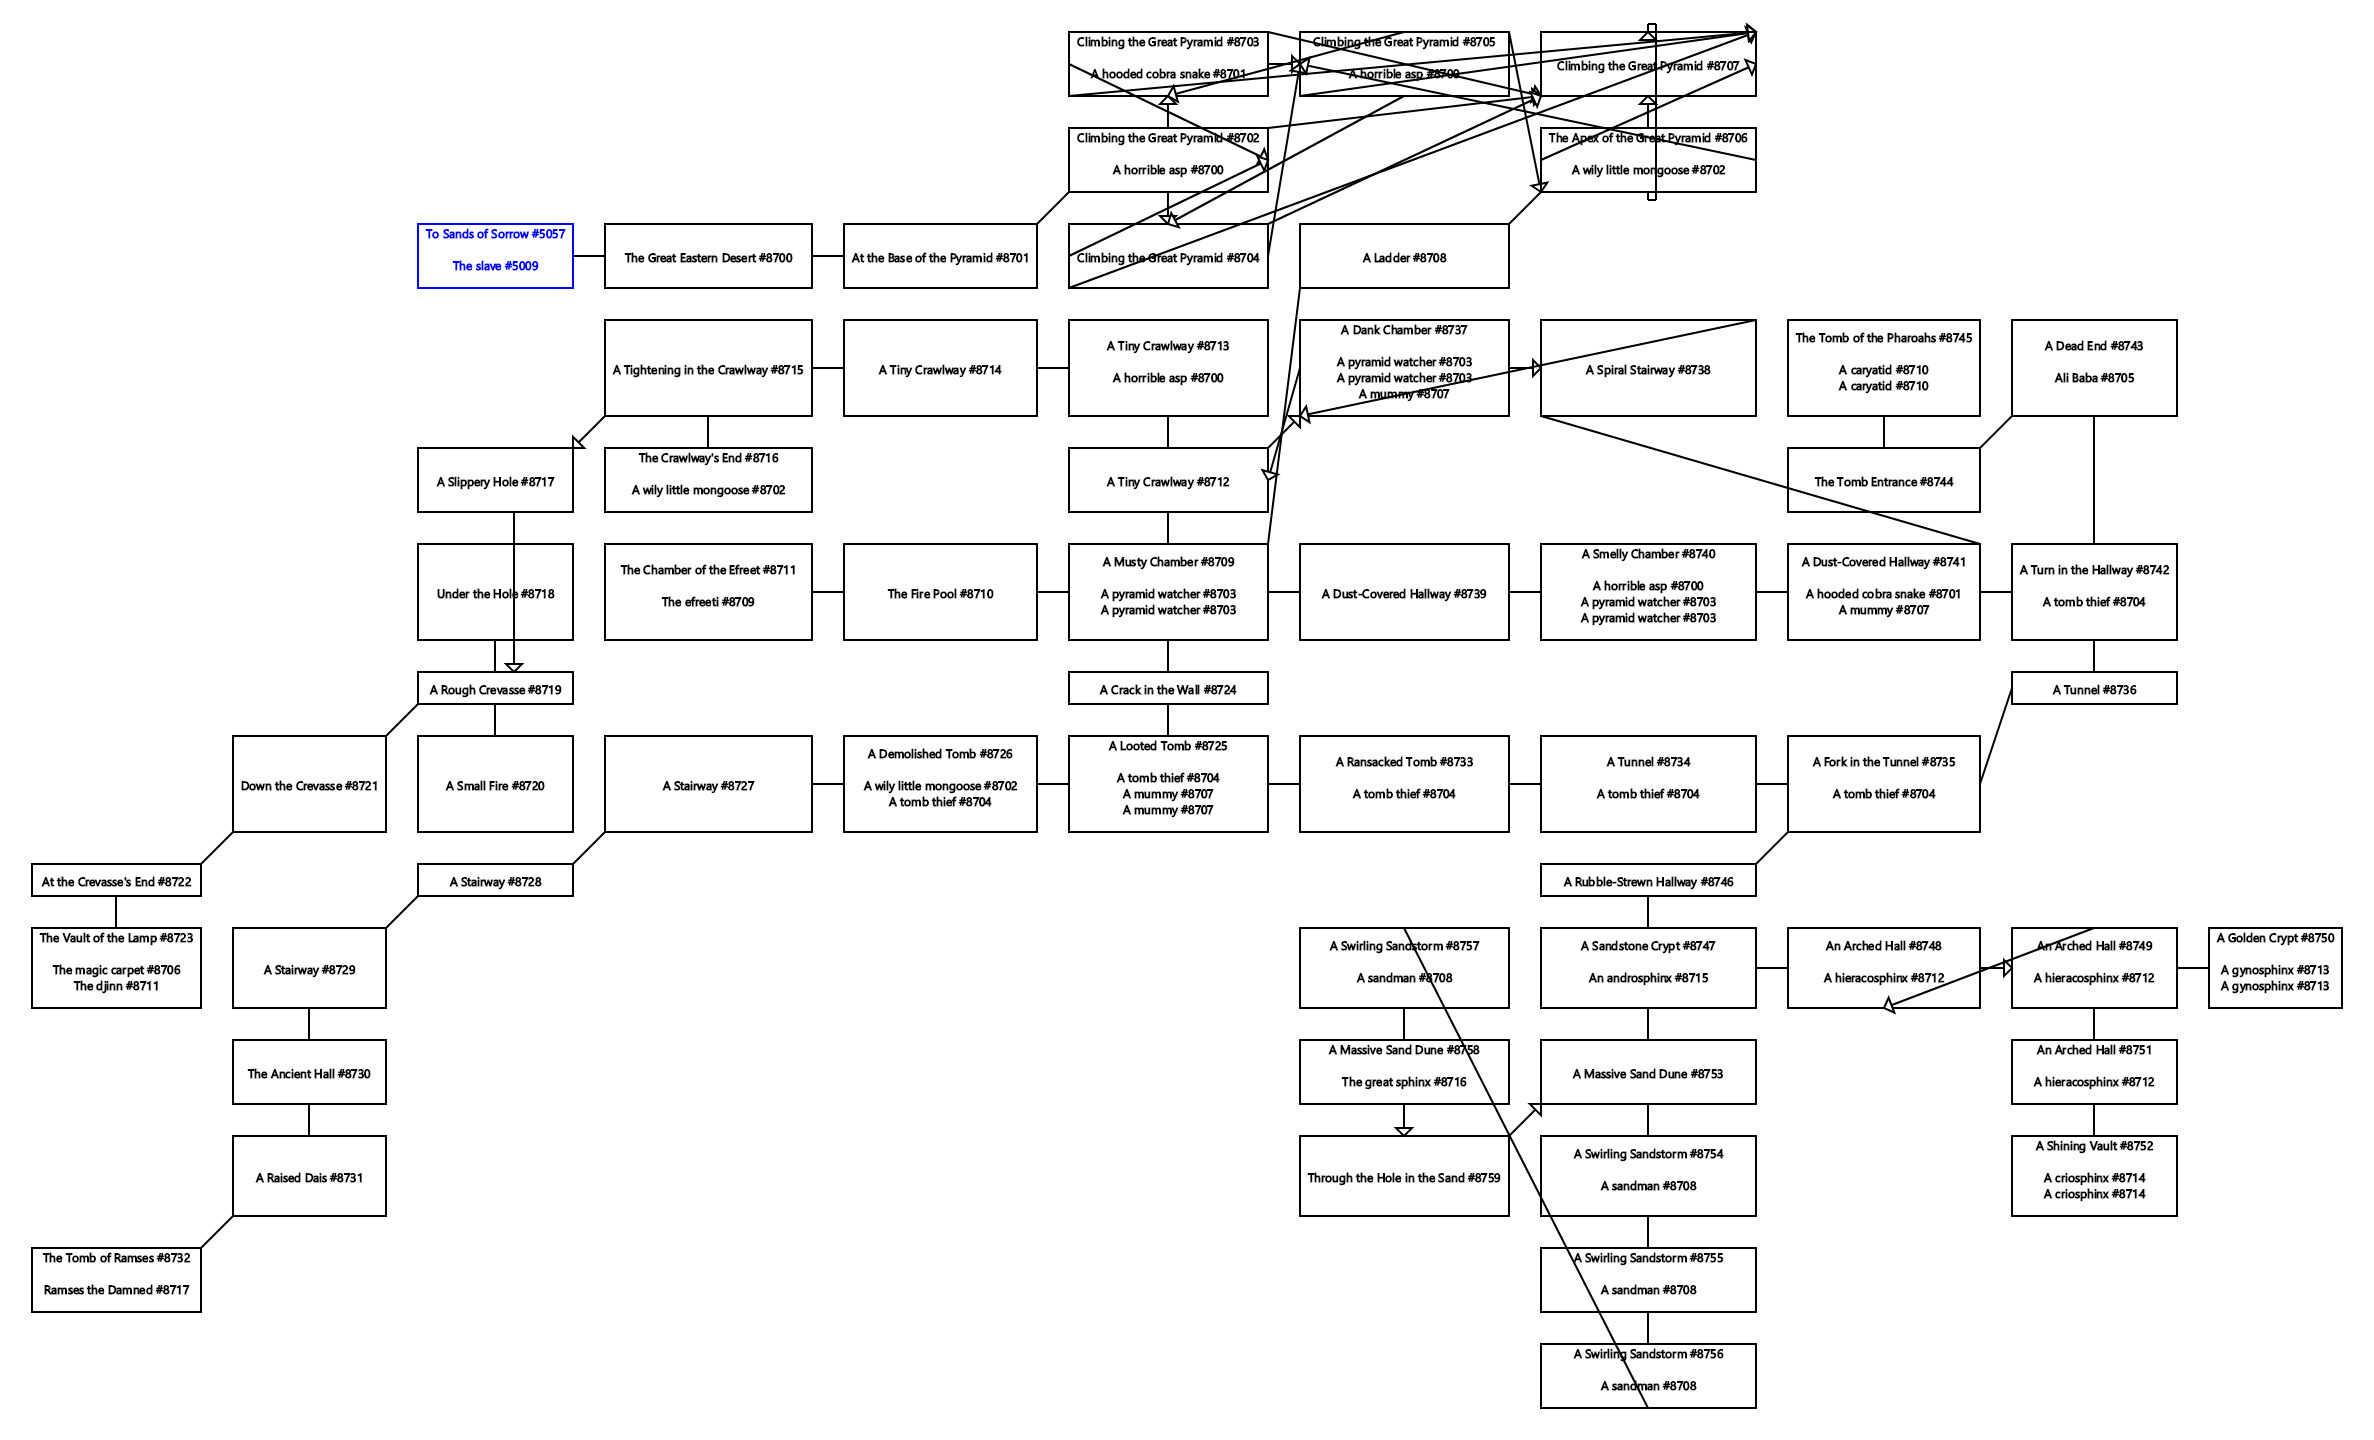 Climbing the Great Pyramid #8703
A hooded cobra snake #8701
Climbing the Great Pyramid #8705
A horrible asp #8700
Climbing the Great Pyramid #8707
Climbing the Great Pyramid #8702
A horrible asp #8700
The Apex of the Great Pyramid #8706
A wily little mongoose #8702
To Sands of Sorrow #5057
The slave #5009
The Great Eastern Desert #8700
At the Base of the Pyramid #8701
Climbing the Great Pyramid #8704
A Ladder #8708
A Tightening in the Crawlway #8715
A Tiny Crawlway #8714
A Tiny Crawlway #8713
A horrible asp #8700
A Dank Chamber #8737
A pyramid watcher #8703
A pyramid watcher #8703
A mummy #8707
A Spiral Stairway #8738
The Tomb of the Pharoahs #8745
A caryatid #8710
A caryatid #8710
A Dead End #8743
Ali Baba #8705
A Slippery Hole #8717
The Crawlway's End #8716
A wily little mongoose #8702
A Tiny Crawlway #8712
The Tomb Entrance #8744
Under the Hole #8718
The Chamber of the Efreet #8711
The efreeti #8709
The Fire Pool #8710
A Musty Chamber #8709
A pyramid watcher #8703
A pyramid watcher #8703
A Dust-Covered Hallway #8739
A Smelly Chamber #8740
A horrible asp #8700
A pyramid watcher #8703
A pyramid watcher #8703
A Dust-Covered Hallway #8741
A hooded cobra snake #8701
A mummy #8707
A Turn in the Hallway #8742
A tomb thief #8704
A Rough Crevasse #8719
A Crack in the Wall #8724
A Tunnel #8736
Down the Crevasse #8721
A Small Fire #8720
A Stairway #8727
A Demolished Tomb #8726
A wily little mongoose #8702
A tomb thief #8704
A Looted Tomb #8725
A tomb thief #8704
A mummy #8707
A mummy #8707
A Ransacked Tomb #8733
A tomb thief #8704
A Tunnel #8734
A tomb thief #8704
A Fork in the Tunnel #8735
A tomb thief #8704
At the Crevasse's End #8722
A Stairway #8728
A Rubble-Strewn Hallway #8746
The Vault of the Lamp #8723
The magic carpet #8706
The djinn #8711
A Stairway #8729
A Swirling Sandstorm #8757
A sandman #8708
A Sandstone Crypt #8747
An androsphinx #8715
An Arched Hall #8748
A hieracosphinx #8712
An Arched Hall #8749
A hieracosphinx #8712
A Golden Crypt #8750
A gynosphinx #8713
A gynosphinx #8713
The Ancient Hall #8730
A Massive Sand Dune #8758
The great sphinx #8716
A Massive Sand Dune #8753
An Arched Hall #8751
A hieracosphinx #8712
A Raised Dais #8731
Through the Hole in the Sand #8759
A Swirling Sandstorm #8754
A sandman #8708
A Shining Vault #8752
A criosphinx #8714
A criosphinx #8714
The Tomb of Ramses #8732
Ramses the Damned #8717
A Swirling Sandstorm #8755
A sandman #8708
A Swirling Sandstorm #8756
A sandman #8708